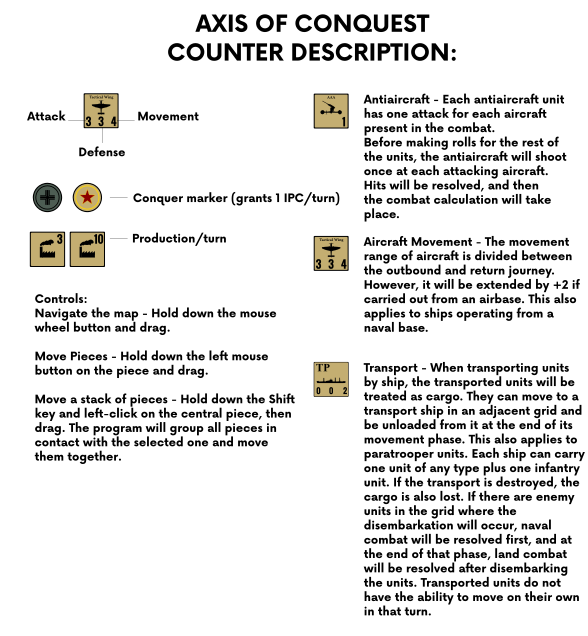 AXIS OF CONQUEST
COUNTER DESCRIPTION:
Tactical Wing
3 3 4
Attack
Movement
Defense
Conquer marker (grants 1 IPC/turn)
3
10
Production/turn
Controls:
Navigate the map - Hold down the mouse
wheel button and drag.
Move Pieces - Hold down the left mouse
button on the piece and drag.
Move a stack of pieces - Hold down the Shift
key and left-click on the central piece, then
drag. The program will group all pieces in
contact with the selected one and move
them together.
AAA
1
Antiaircraft - Each antiaircraft unit
has one attack for each aircraft
present in the combat.
Before making rolls for the rest of
the units, the antiaircraft will shoot
once at each attacking aircraft.
Hits will be resolved, and then
the combat calculation will take
place.
Tactical Wing
3 3 4
Aircraft Movement - The movement
range of aircraft is divided between
the outbound and return journey.
However, it will be extended by +2 if
carried out from an airbase. This also
applies to ships operating from a
naval base.
TP
0 0 2
Transport - When transporting units
by ship, the transported units will be
treated as cargo. They can move to a
transport ship in an adjacent grid and
be unloaded from it at the end of its
movement phase. This also applies to
paratrooper units. Each ship can carry
one unit of any type plus one infantry
unit. If the transport is destroyed, the
cargo is also lost. If there are enemy
units in the grid where the
disembarkation will occur, naval
combat will be resolved first, and at
the end of that phase, land combat
will be resolved after disembarking
the units. Transported units do not
have the ability to move on their own
in that turn.